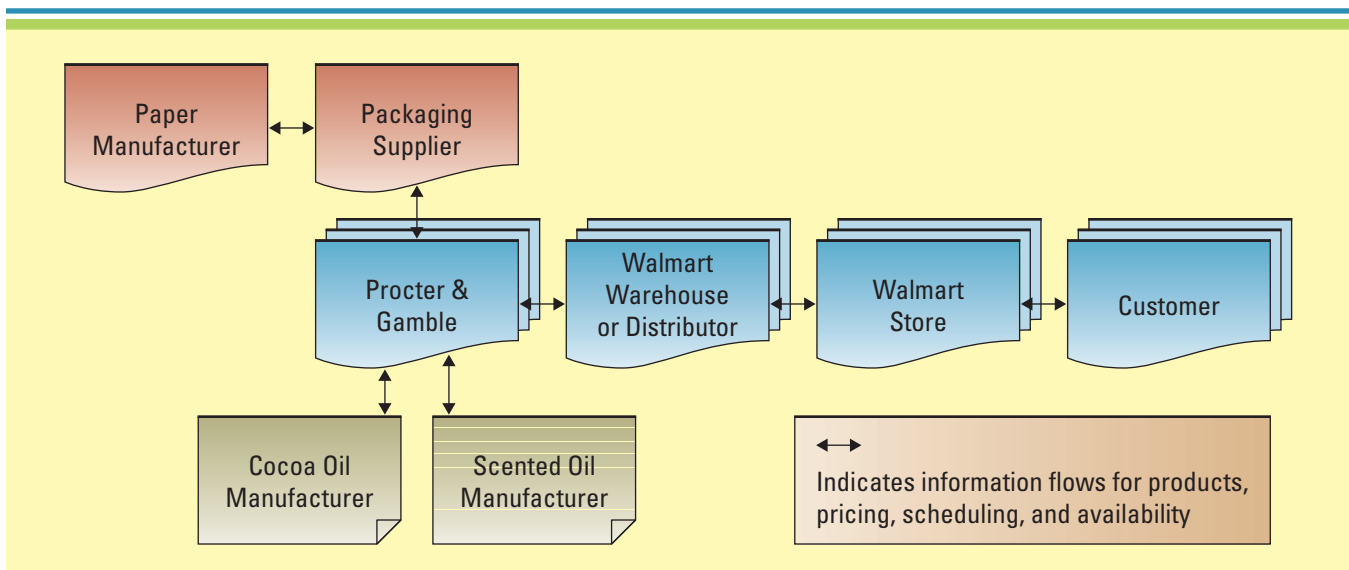 Paper
Manufacturer
Packaging
Supplier
Procter &
Gamble
Walmart
Warehouse
or Distributor
Walmart
Store
Customer
Cocoa Oil
Manufacturer
Scented Oil
Manufacturer
Indicates information flows for products,
pricing, scheduling, and availability